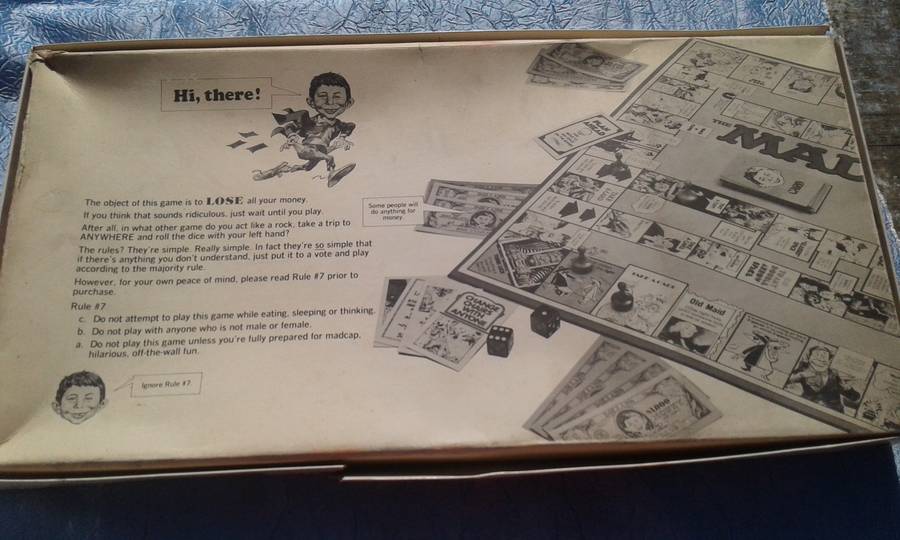 Hi, there!
The object of this game is to LOSE all your money.
If you think that sounds ridiculous, just wait until you play.
After all, in what other game do you act like a rock, take a trip to
ANYWHERE and roll the dice with your left hand?
The rules? They're simple. Really simple. In fact they're so simple that
if there's anything you don't understand, just put it to a vote and play
according to the majority rule.
However, for your own peace of mind, please read Rule #7 prior to
purchase.
Rule #7
c. Do not attempt to play this game while eating, sleeping or thinking.
b. Do not play with anyone who is not male or female.
a. Do not play this game unless you're fully prepared for madcap,
hilarious, off-the-wall fun.
Ignore Rule #7.
Some people will
do anything for
money.
THE
MAD
CHANGE
CHAIRS
WITH
ANYONE
TAKE A CARD
Old Maid
$1,000